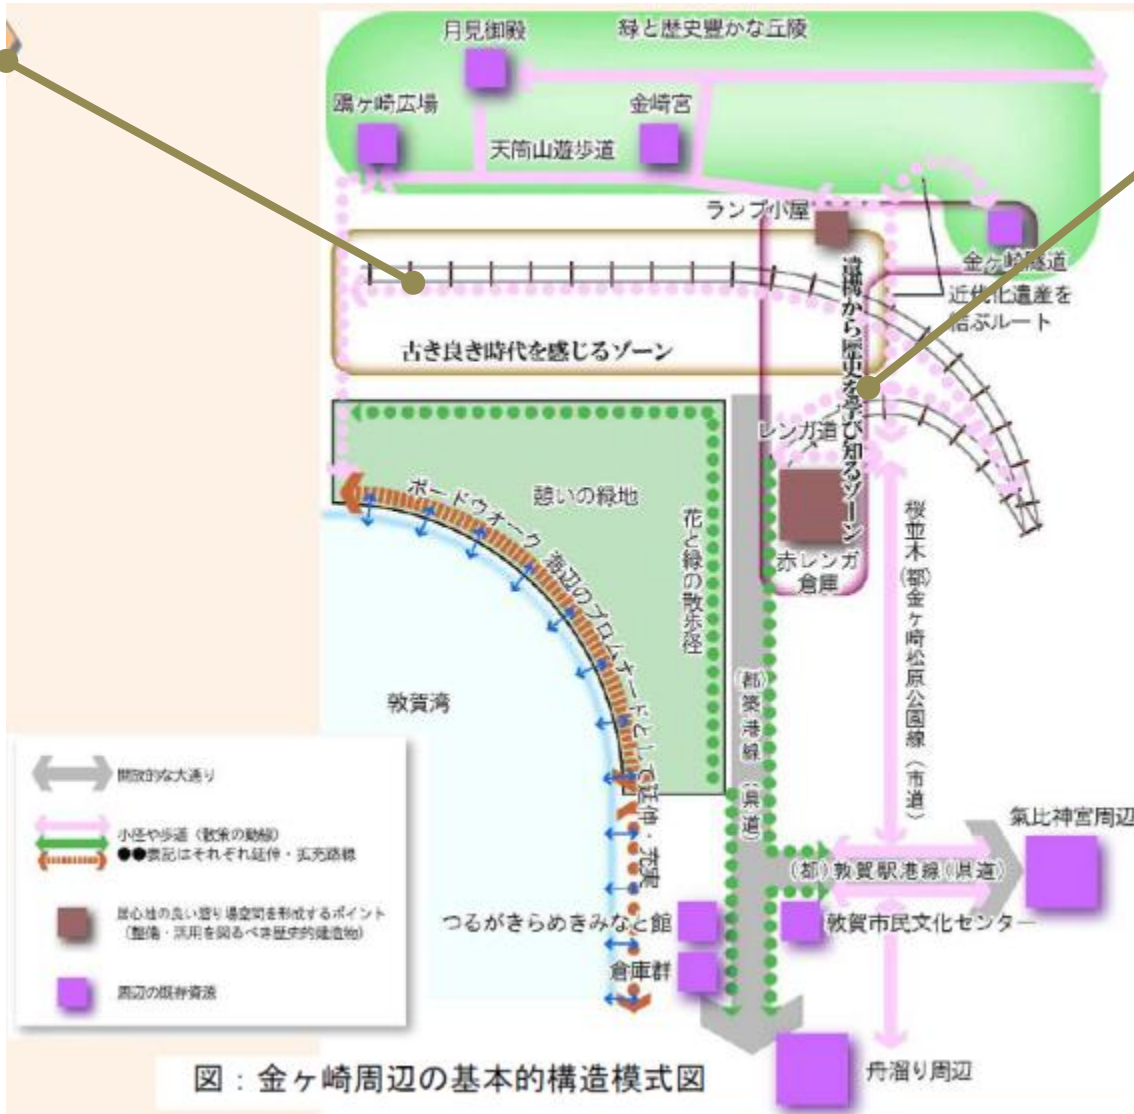 月見御殿
緑と歴史豊かな丘陵
鴎ヶ崎広場
金崎宮
天筒山遊歩道
ランプ小屋
金ヶ崎隧道
近代化遺産を
結ぶルート
遺構から歴史を学び知るゾーン
古き良き時代を感じるゾーン
レンガ道
ボードウオーク 海辺のプロムナードとして延伸・充実
憩いの緑地
花と緑の散歩径
赤レンガ
倉庫
桜並木(都)金ヶ崎松原公園線(市道)
敦賀湾
(都)築港線(県道)
開放的な大通り
小径や歩道(散策の動線)
●●表記はそれぞれ延伸・拡充路線
居心地の良い溜り場空間を形成するポイント
(整備・活用を図るべき歴史的建造物)
周辺の既存資源
氣比神宮周辺
(都)敦賀駅港線(県道)
つるがきらめきみなと館
敦賀市民文化センター
倉庫群
舟溜り周辺
図:金ヶ崎周辺の基本的構造模式図